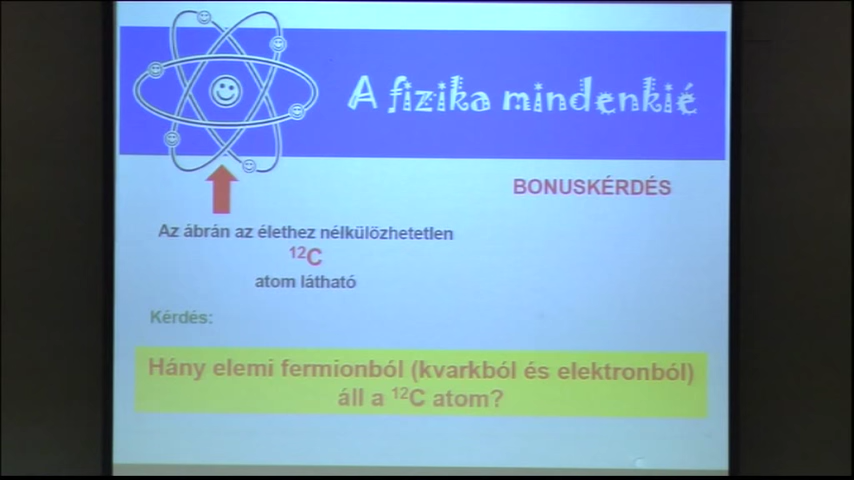 A fizika mindenkié
BONUSKÉRDÉS
Az ábrán az élethez nélkülözhetetlen
¹²C
atom látható
Kérdés:
Hány elemi fermionból (kvarkból és elektronból)
áll a ¹²C atom?